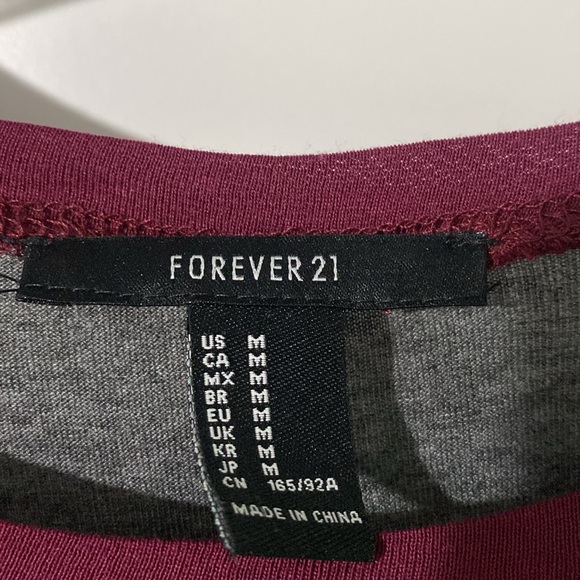 FOREVER 21
US M
CA M
MX M
BR M
EU M
UK M
KR M
JP M
CN 165/92A
MADE IN CHINA